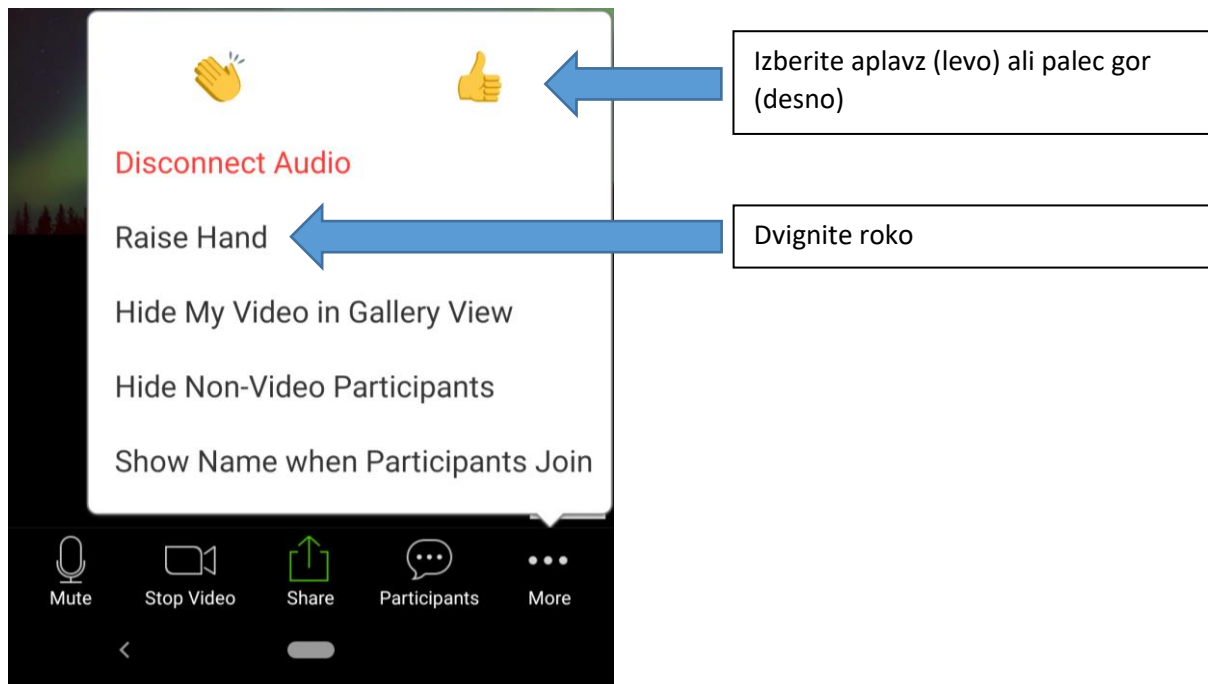 Izberite aplavz (levo) ali palec gor
(desno)
Disconnect Audio
Raise Hand
Dvignite roko
Hide My Video in Gallery View
Hide Non-Video Participants
Show Name when Participants Join
Mute
Stop Video
Share
Participants
More